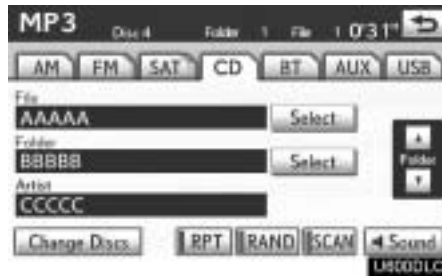 MP3 Disc 4 Folder 1 File 1 0'31"
AM FM SAT CD BT AUX USB
File
AAAAA Select
Folder
BBBBB Select
Folder
Artist
CCCCC
Change Discs RPT RAND SCAN Sound
U6000LC